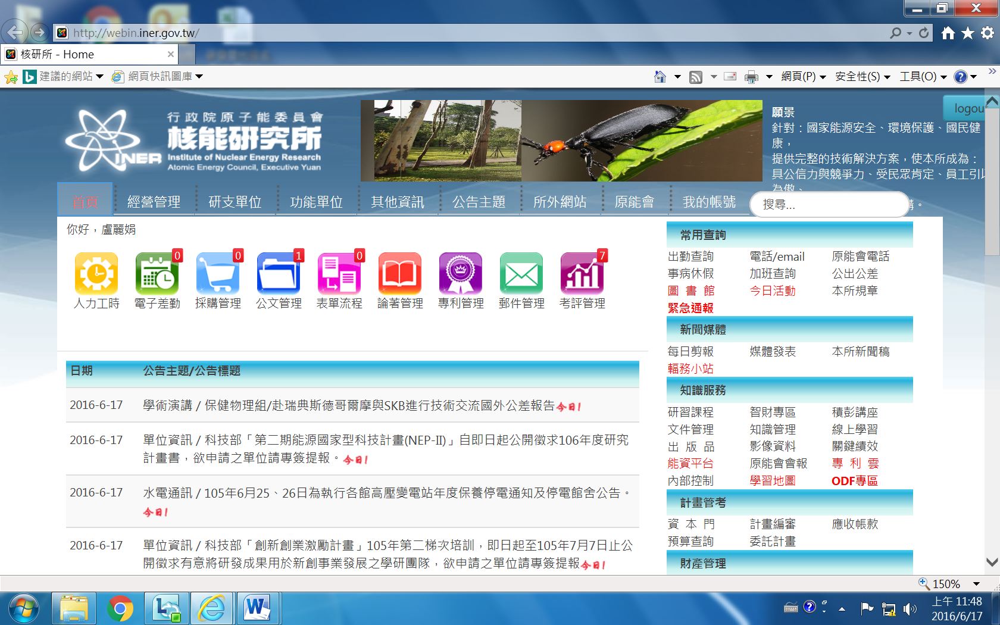 http://webin.iner.gov.tw/
核研所 - Home
建議的網站
網頁快訊圖庫
網頁(P)
安全性(S)
工具(O)
行政院原子能委員會
核能研究所
INER
Institute of Nuclear Energy Research
Atomic Energy Council, Executive Yuan
logou
願景
針對：國家能源安全、環境保護、國民健
康，
提供完整的技術解決方案，使本所成為：
具公信力與競爭力、受民眾肯定、員工引以
為傲、
首頁
經營管理
研支單位
功能單位
其他資訊
公告主題
所外網站
原能會
我的帳號
搜尋...
你好，盧麗娟
0
0
1
0
7
人力工時
電子差勤
採購管理
公文管理
表單流程
論著管理
專利管理
郵件管理
考評管理
日期 公告主題/公告標題
2016-6-17 學術演講 / 保健物理組/赴瑞典斯德哥爾摩與SKB進行技術交流國外公差報告今日!
2016-6-17 單位資訊 / 科技部「第二期能源國家型科技計畫(NEP-II)」自即日起公開徵求106年度研究
計畫書，欲申請之單位請專簽提報。今日!
2016-6-17 水電通訊 / 105年6月25、26日為執行各館高壓變電站年度保養停電通知及停電館舍公告。
今日!
2016-6-17 單位資訊 / 科技部「創新創業激勵計畫」105年第二梯次培訓，即日起至105年7月7日止公
開徵求有意將研發成果用於新創事業發展之學研團隊，欲申請之單位請專簽提報今日!
常用查詢
出勤查詢 電話/email 原能會電話
事病休假 加班查詢 公出公差
圖 書 館 今日活動 本所規章
緊急通報
新聞媒體
每日剪報 媒體發表 本所新聞稿
輻務小站
知識服務
研習課程 智財專區 積彭講座
文件管理 知識管理 線上學習
出 版 品 影像資料 關鍵績效
能資平台 原能會會報 專 利 雲
內部控制 學習地圖 ODF專區
計畫管考
資 本 門 計畫編審 應收帳款
預算查詢 委託計畫
財產管理
150%
上午 11:48
2016/6/17